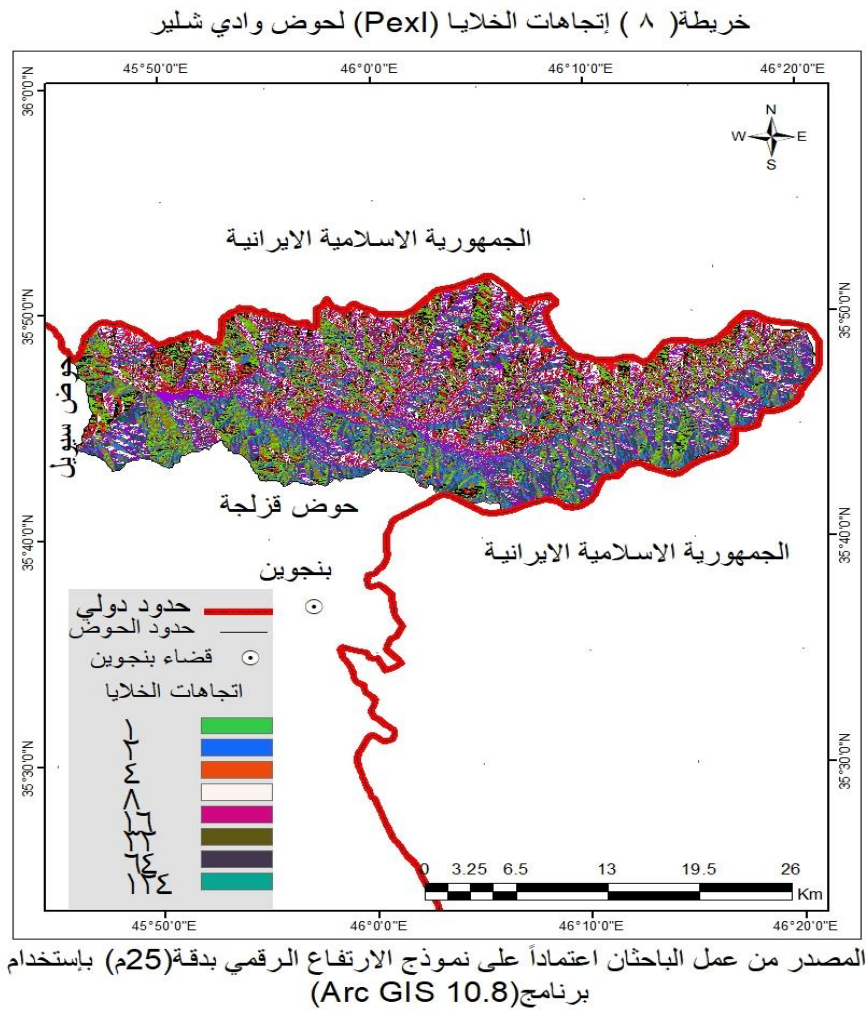 خريطة( ٨ ) إتجاهات الخلايا (Pexl) لحوض وادي شلير
45°50'0"E 46°0'0"E 46°10'0"E 46°20'0"E
36°0'0"N
N
W E
S
الجمهورية الاسلامية الايرانية
35°50'0"N 35°50'0"N
حوض سيويل
حوض قزلجة
35°40'0"N 35°40'0"N
الجمهورية الاسلامية الايرانية
بنجوين
حدود دولي
حدود الحوض
قضاء بنجوين
اتجاهات الخلايا
١
٢
٤
٨
١٦
٣٢
٦٤
١٢٤
35°30'0"N 35°30'0"N
0 3.25 6.5 13 19.5 26
Km
45°50'0"E 46°0'0"E 46°10'0"E 46°20'0"E
المصدر من عمل الباحثان اعتماداً على نموذج الارتفاع الرقمي بدقة(25م) بإستخدام
برنامج(Arc GIS 10.8)